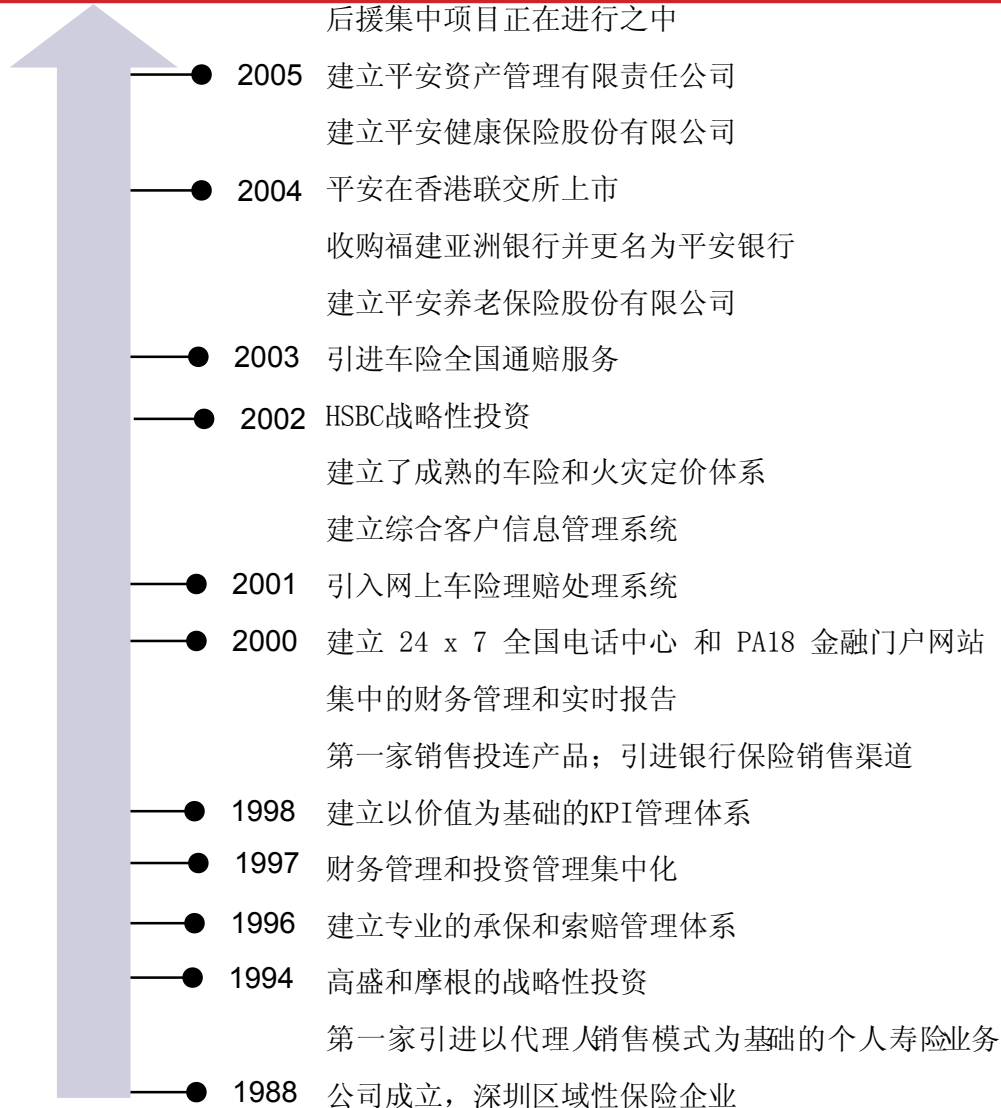 后援集中项目正在进行之中
2005 建立平安资产管理有限责任公司
建立平安健康保险股份有限公司
2004 平安在香港联交所上市
收购福建亚洲银行并更名为平安银行
建立平安养老保险股份有限公司
2003 引进车险全国通赔服务
2002 HSBC战略性投资
建立了成熟的车险和火灾定价体系
建立综合客户信息管理系统
2001 引入网上车险理赔处理系统
2000 建立 24 x 7 全国电话中心 和 PA18 金融门户网站
集中的财务管理和实时报告
第一家销售投连产品；引进银行保险销售渠道
1998 建立以价值为基础的KPI管理体系
1997 财务管理和投资管理集中化
1996 建立专业的承保和索赔管理体系
1994 高盛和摩根的战略性投资
第一家引进以代理人销售模式为基础的个人寿险业务
1988 公司成立，深圳区域性保险企业